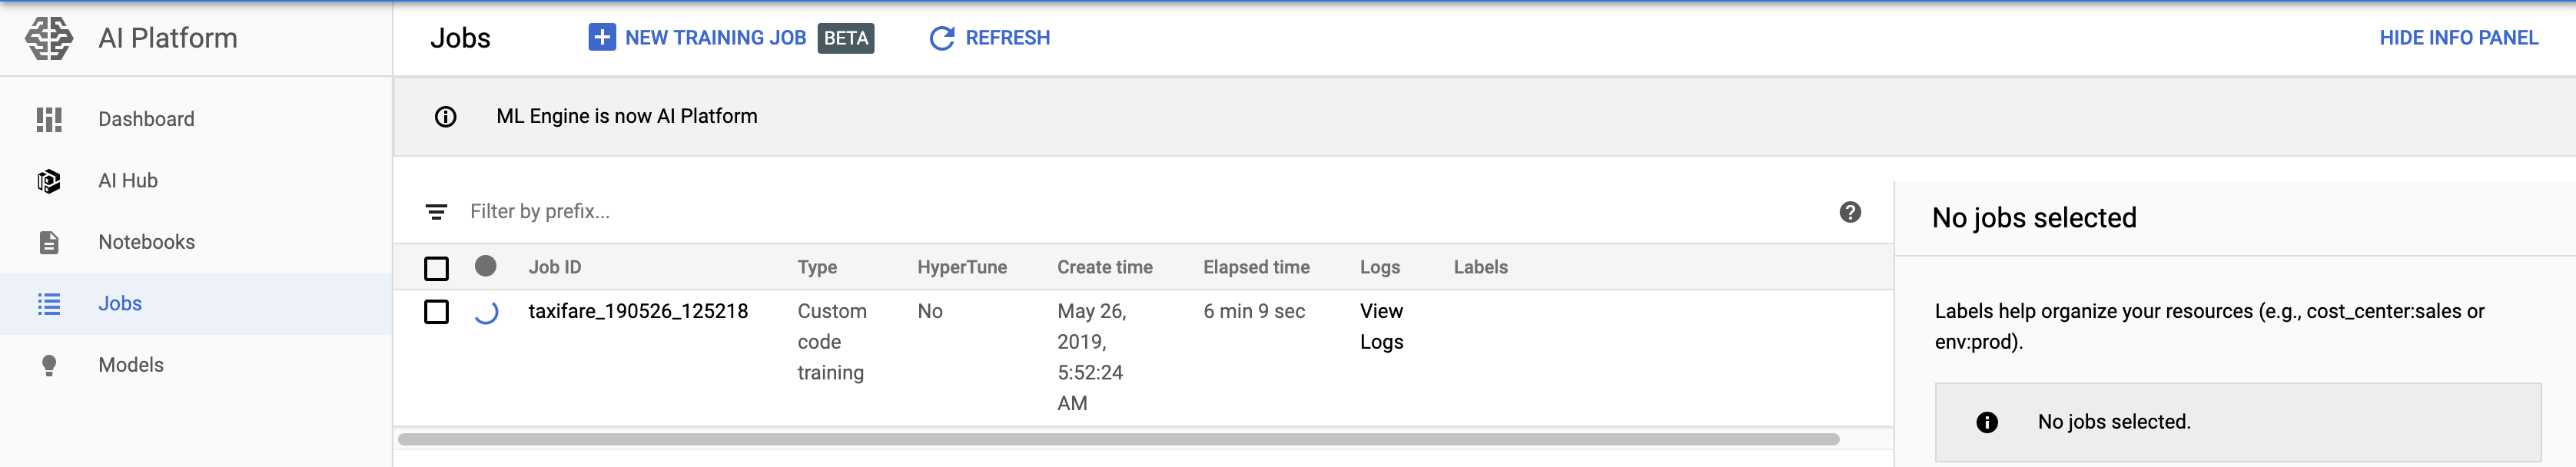 AI Platform
Jobs
NEW TRAINING JOB BETA
REFRESH
HIDE INFO PANEL
Dashboard
AI Hub
Notebooks
Jobs
Models
ML Engine is now AI Platform
Filter by prefix...
Job ID Type HyperTune Create time Elapsed time Logs Labels
taxifare_190526_125218 Custom No May 26, 6 min 9 sec View
code 2019, Logs
training 5:52:24
AM
No jobs selected
Labels help organize your resources (e.g., cost_center:sales or
env:prod).
No jobs selected.